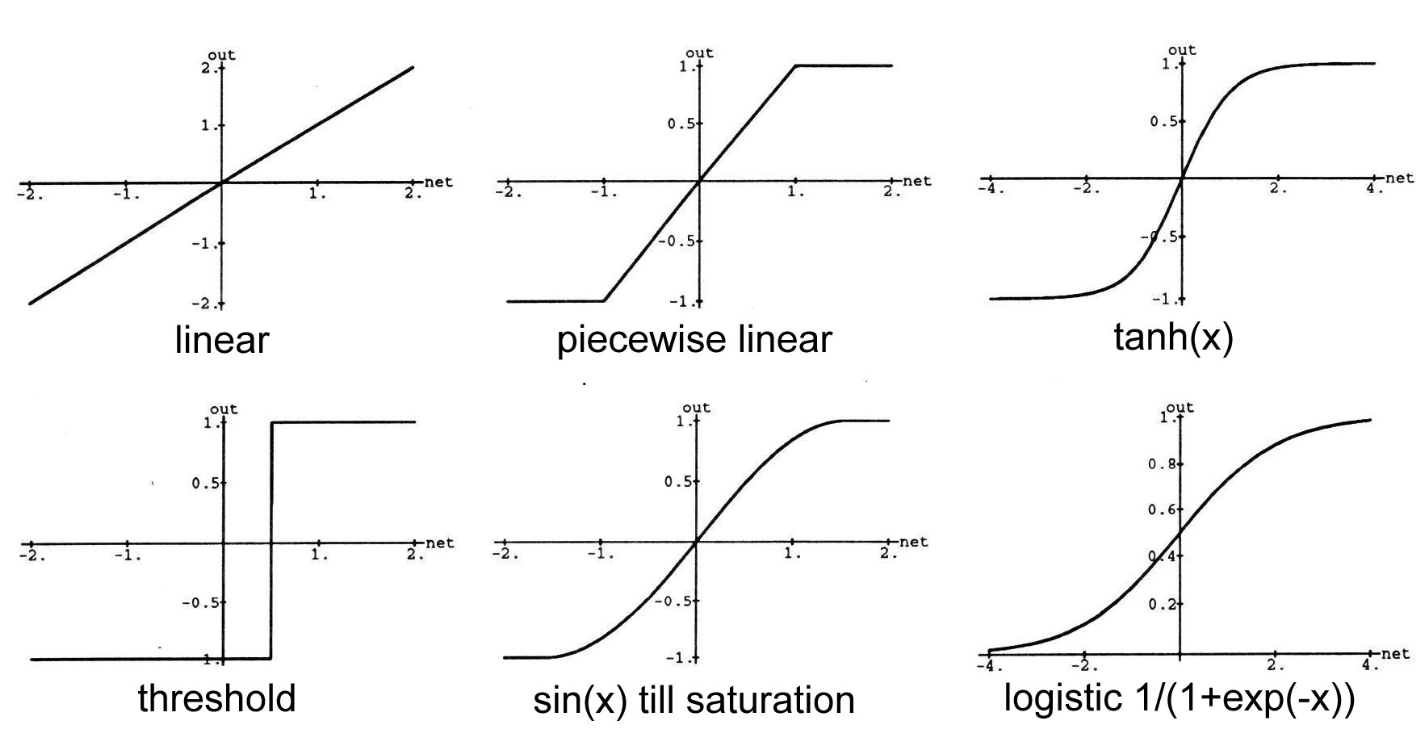 out
2.
1.
-2. -1. 1. 2. net
-1.
-2.
linear
out
1.
0.5
-2. -1. 1. 2. net
-0.5
-1.
piecewise linear
out
1.
0.5
-4. -2. 2. 4. net
-0.5
-1.
tanh(x)
out
1.
0.5
-2. -1. 1. 2. net
-0.5
1.
threshold
out
1.
0.5
-2. -1. 1. 2. net
-0.5
-1.
sin(x) till saturation
out
1.
0.8
0.6
0.4
0.2
-4. -2. 2. 4. net
logistic 1/(1+exp(-x))